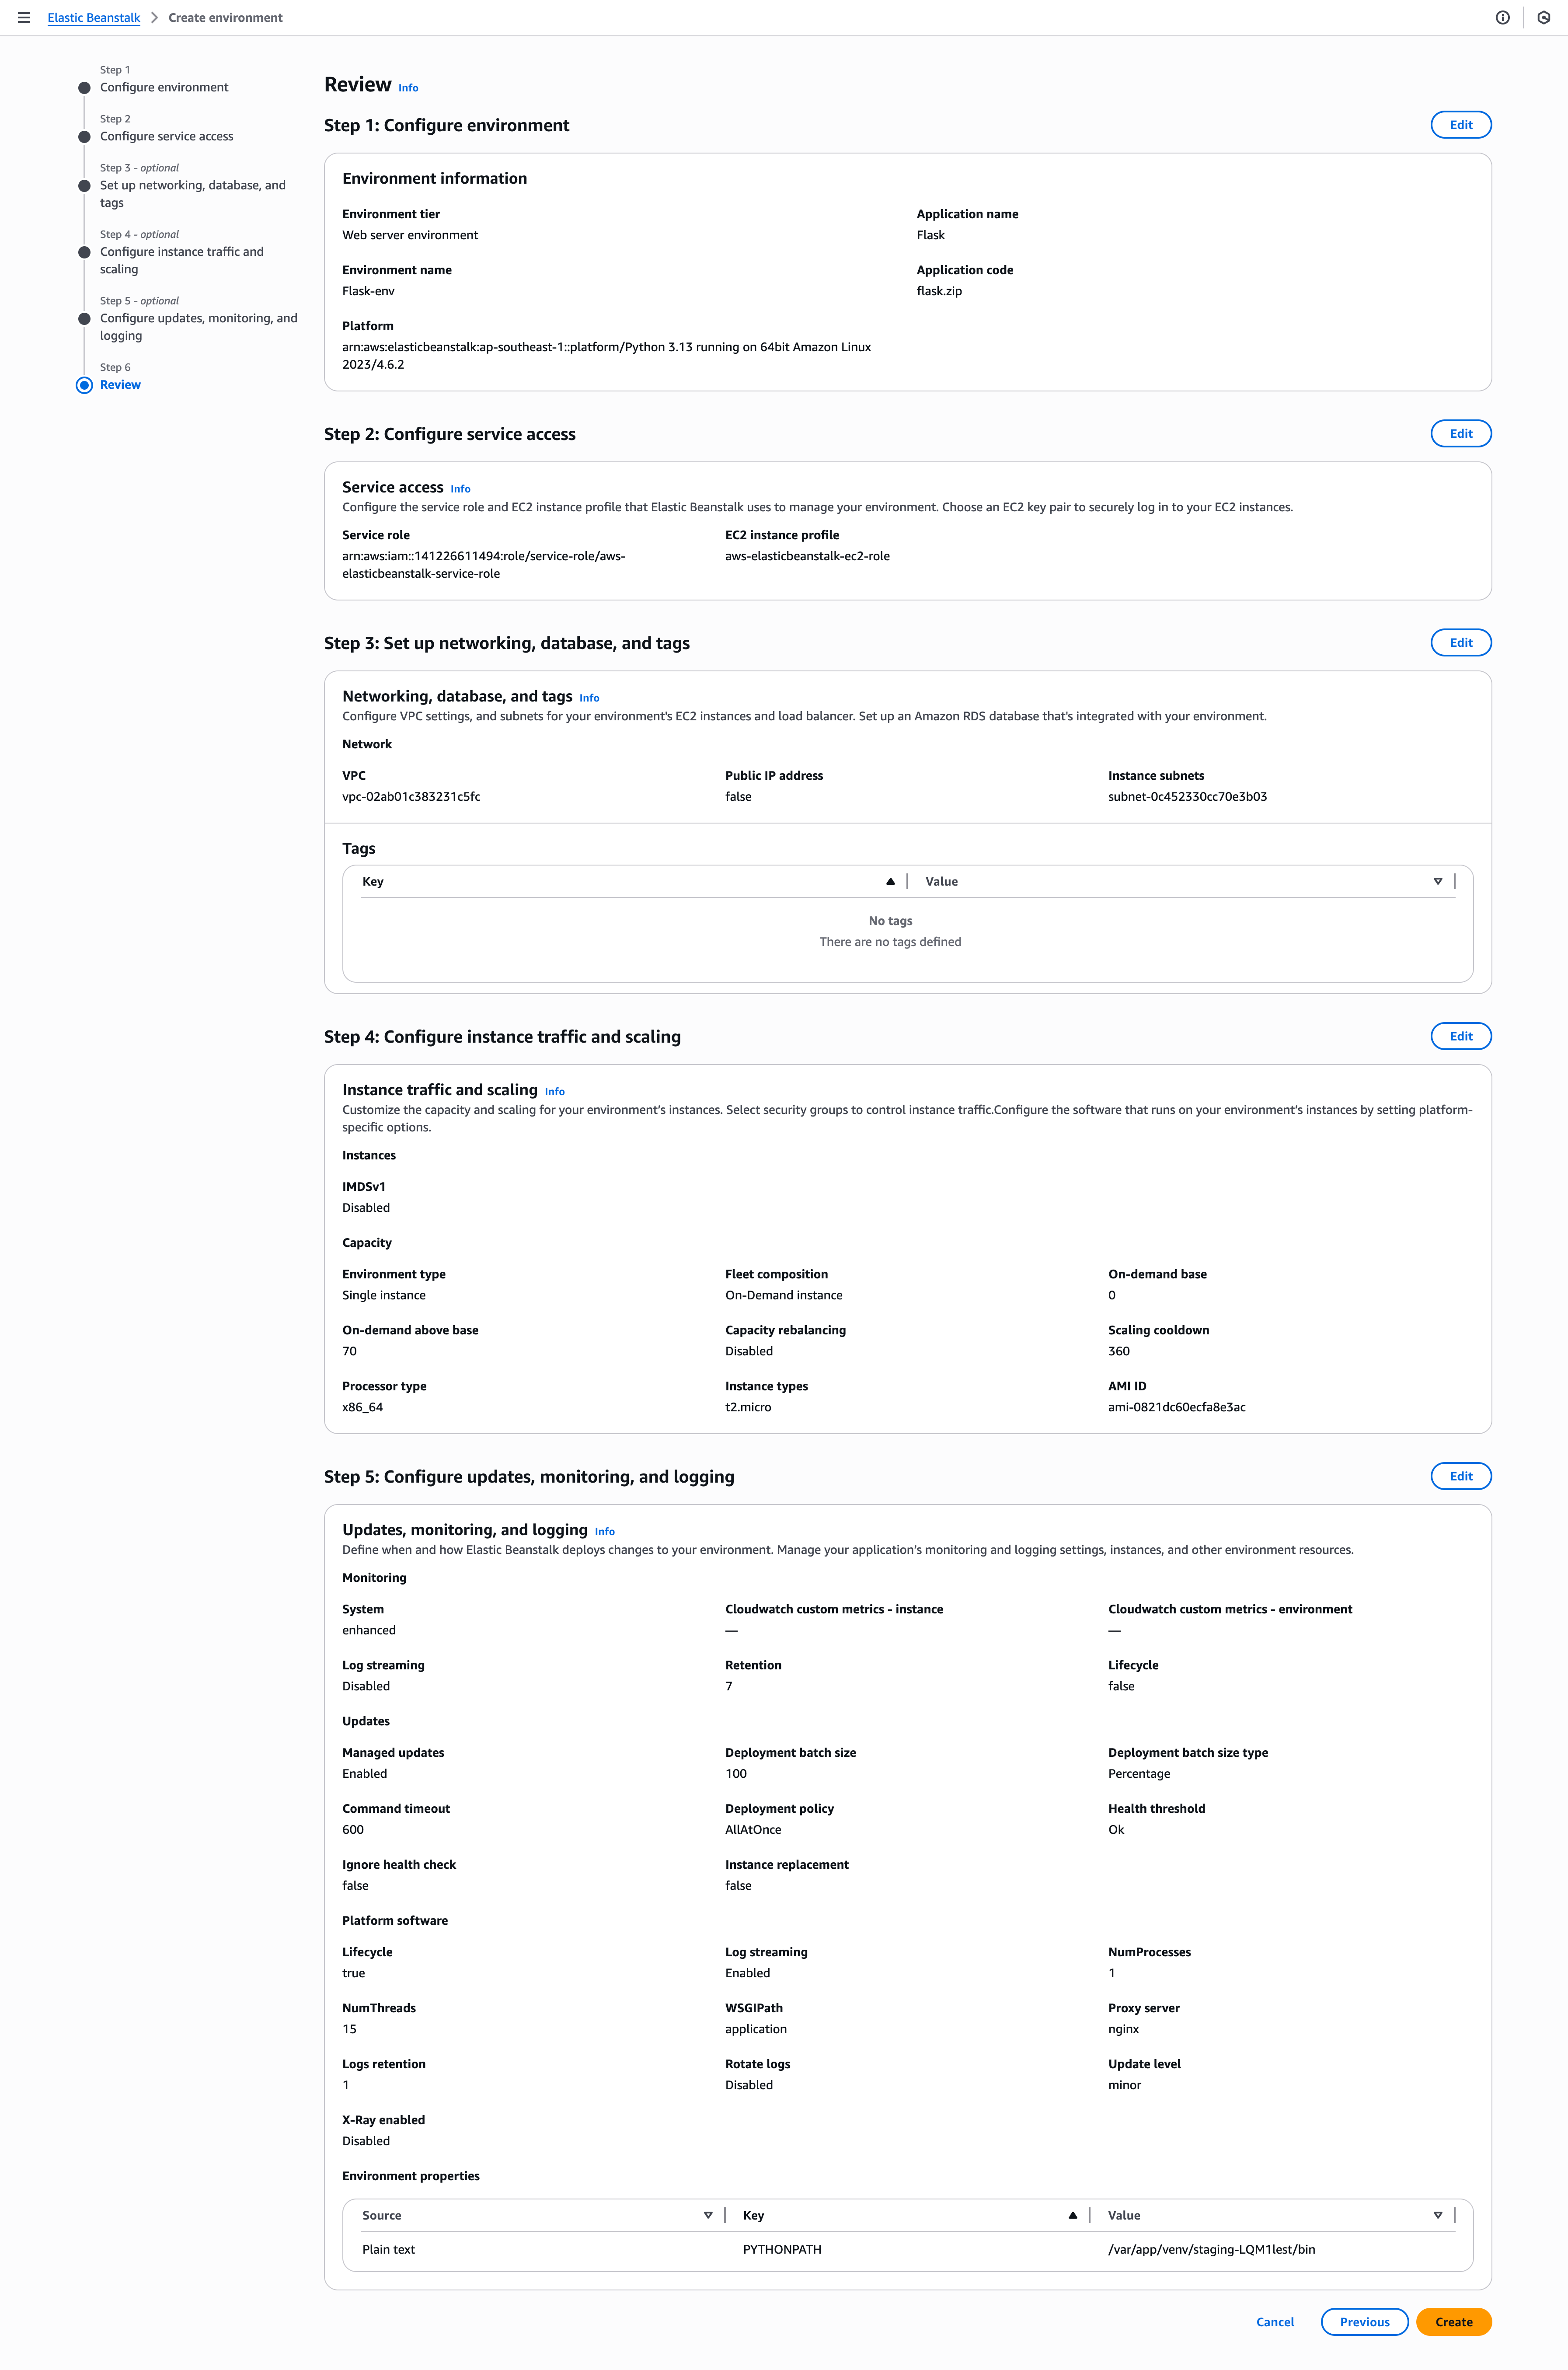 Elastic Beanstalk
Create environment
Step 1
Configure environment
Step 2
Configure service access
Step 3 - optional
Set up networking, database, and
tags
Step 4 - optional
Configure instance traffic and
scaling
Step 5 - optional
Configure updates, monitoring, and
logging
Step 6
Review
Review Info
Step 1: Configure environment
Edit
Environment information
Environment tier
Web server environment
Application name
Flask
Environment name
Flask-env
Application code
flask.zip
Platform
arn:aws:elasticbeanstalk:ap-southeast-1::platform/Python 3.13 running on 64bit Amazon Linux
2023/4.6.2
Step 2: Configure service access
Edit
Service access Info
Configure the service role and EC2 instance profile that Elastic Beanstalk uses to manage your environment. Choose an EC2 key pair to securely log in to your EC2 instances.
Service role
arn:aws:iam::141226611494:role/service-role/aws-
elasticbeanstalk-service-role
EC2 instance profile
aws-elasticbeanstalk-ec2-role
Step 3: Set up networking, database, and tags
Edit
Networking, database, and tags Info
Configure VPC settings, and subnets for your environment's EC2 instances and load balancer. Set up an Amazon RDS database that's integrated with your environment.
Network
VPC
vpc-02ab01c383231c5fc
Public IP address
false
Instance subnets
subnet-0c452330cc70e3b03
Tags
Key
Value
No tags
There are no tags defined
Step 4: Configure instance traffic and scaling
Edit
Instance traffic and scaling Info
Customize the capacity and scaling for your environment's instances. Select security groups to control instance traffic.Configure the software that runs on your environment's instances by setting platform-
specific options.
Instances
IMDSv1
Disabled
Capacity
Environment type
Single instance
Fleet composition
On-Demand instance
On-demand base
0
On-demand above base
70
Capacity rebalancing
Disabled
Scaling cooldown
360
Processor type
x86_64
Instance types
t2.micro
AMI ID
ami-0821dc60ecfa8e3ac
Step 5: Configure updates, monitoring, and logging
Edit
Updates, monitoring, and logging Info
Define when and how Elastic Beanstalk deploys changes to your environment. Manage your application's monitoring and logging settings, instances, and other environment resources.
Monitoring
System
enhanced
Cloudwatch custom metrics - instance
—
Cloudwatch custom metrics - environment
—
Log streaming
Disabled
Retention
7
Lifecycle
false
Updates
Managed updates
Enabled
Deployment batch size
100
Deployment batch size type
Percentage
Command timeout
600
Deployment policy
AllAtOnce
Health threshold
Ok
Ignore health check
false
Instance replacement
false
Platform software
Lifecycle
true
Log streaming
Enabled
NumProcesses
1
NumThreads
15
WSGIPath
application
Proxy server
nginx
Logs retention
1
Rotate logs
Disabled
Update level
minor
X-Ray enabled
Disabled
Environment properties
Source
Key
Value
Plain text
PYTHONPATH
/var/app/venv/staging-LQM1lest/bin
Cancel
Previous
Create